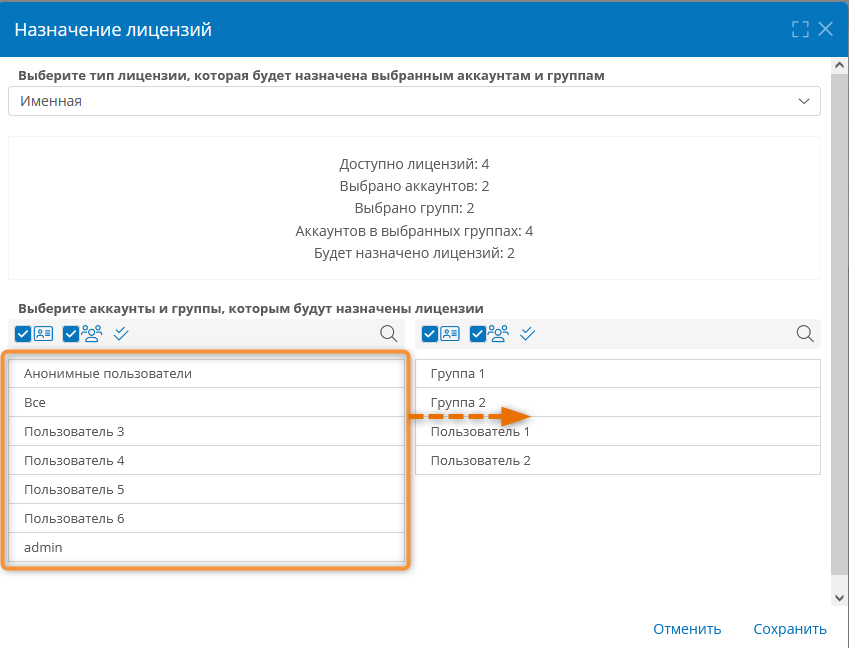 Назначение лицензий
Выберите тип лицензии, которая будет назначена выбранным аккаунтам и группам
Именная
Доступно лицензий: 4
Выбрано аккаунтов: 2
Выбрано групп: 2
Аккаунтов в выбранных группах: 4
Будет назначено лицензий: 2
Выберите аккаунты и группы, которым будут назначены лицензии
Анонимные пользователи
Все
Пользователь 3
Пользователь 4
Пользователь 5
Пользователь 6
admin
Группа 1
Группа 2
Пользователь 1
Пользователь 2
Отменить
Сохранить